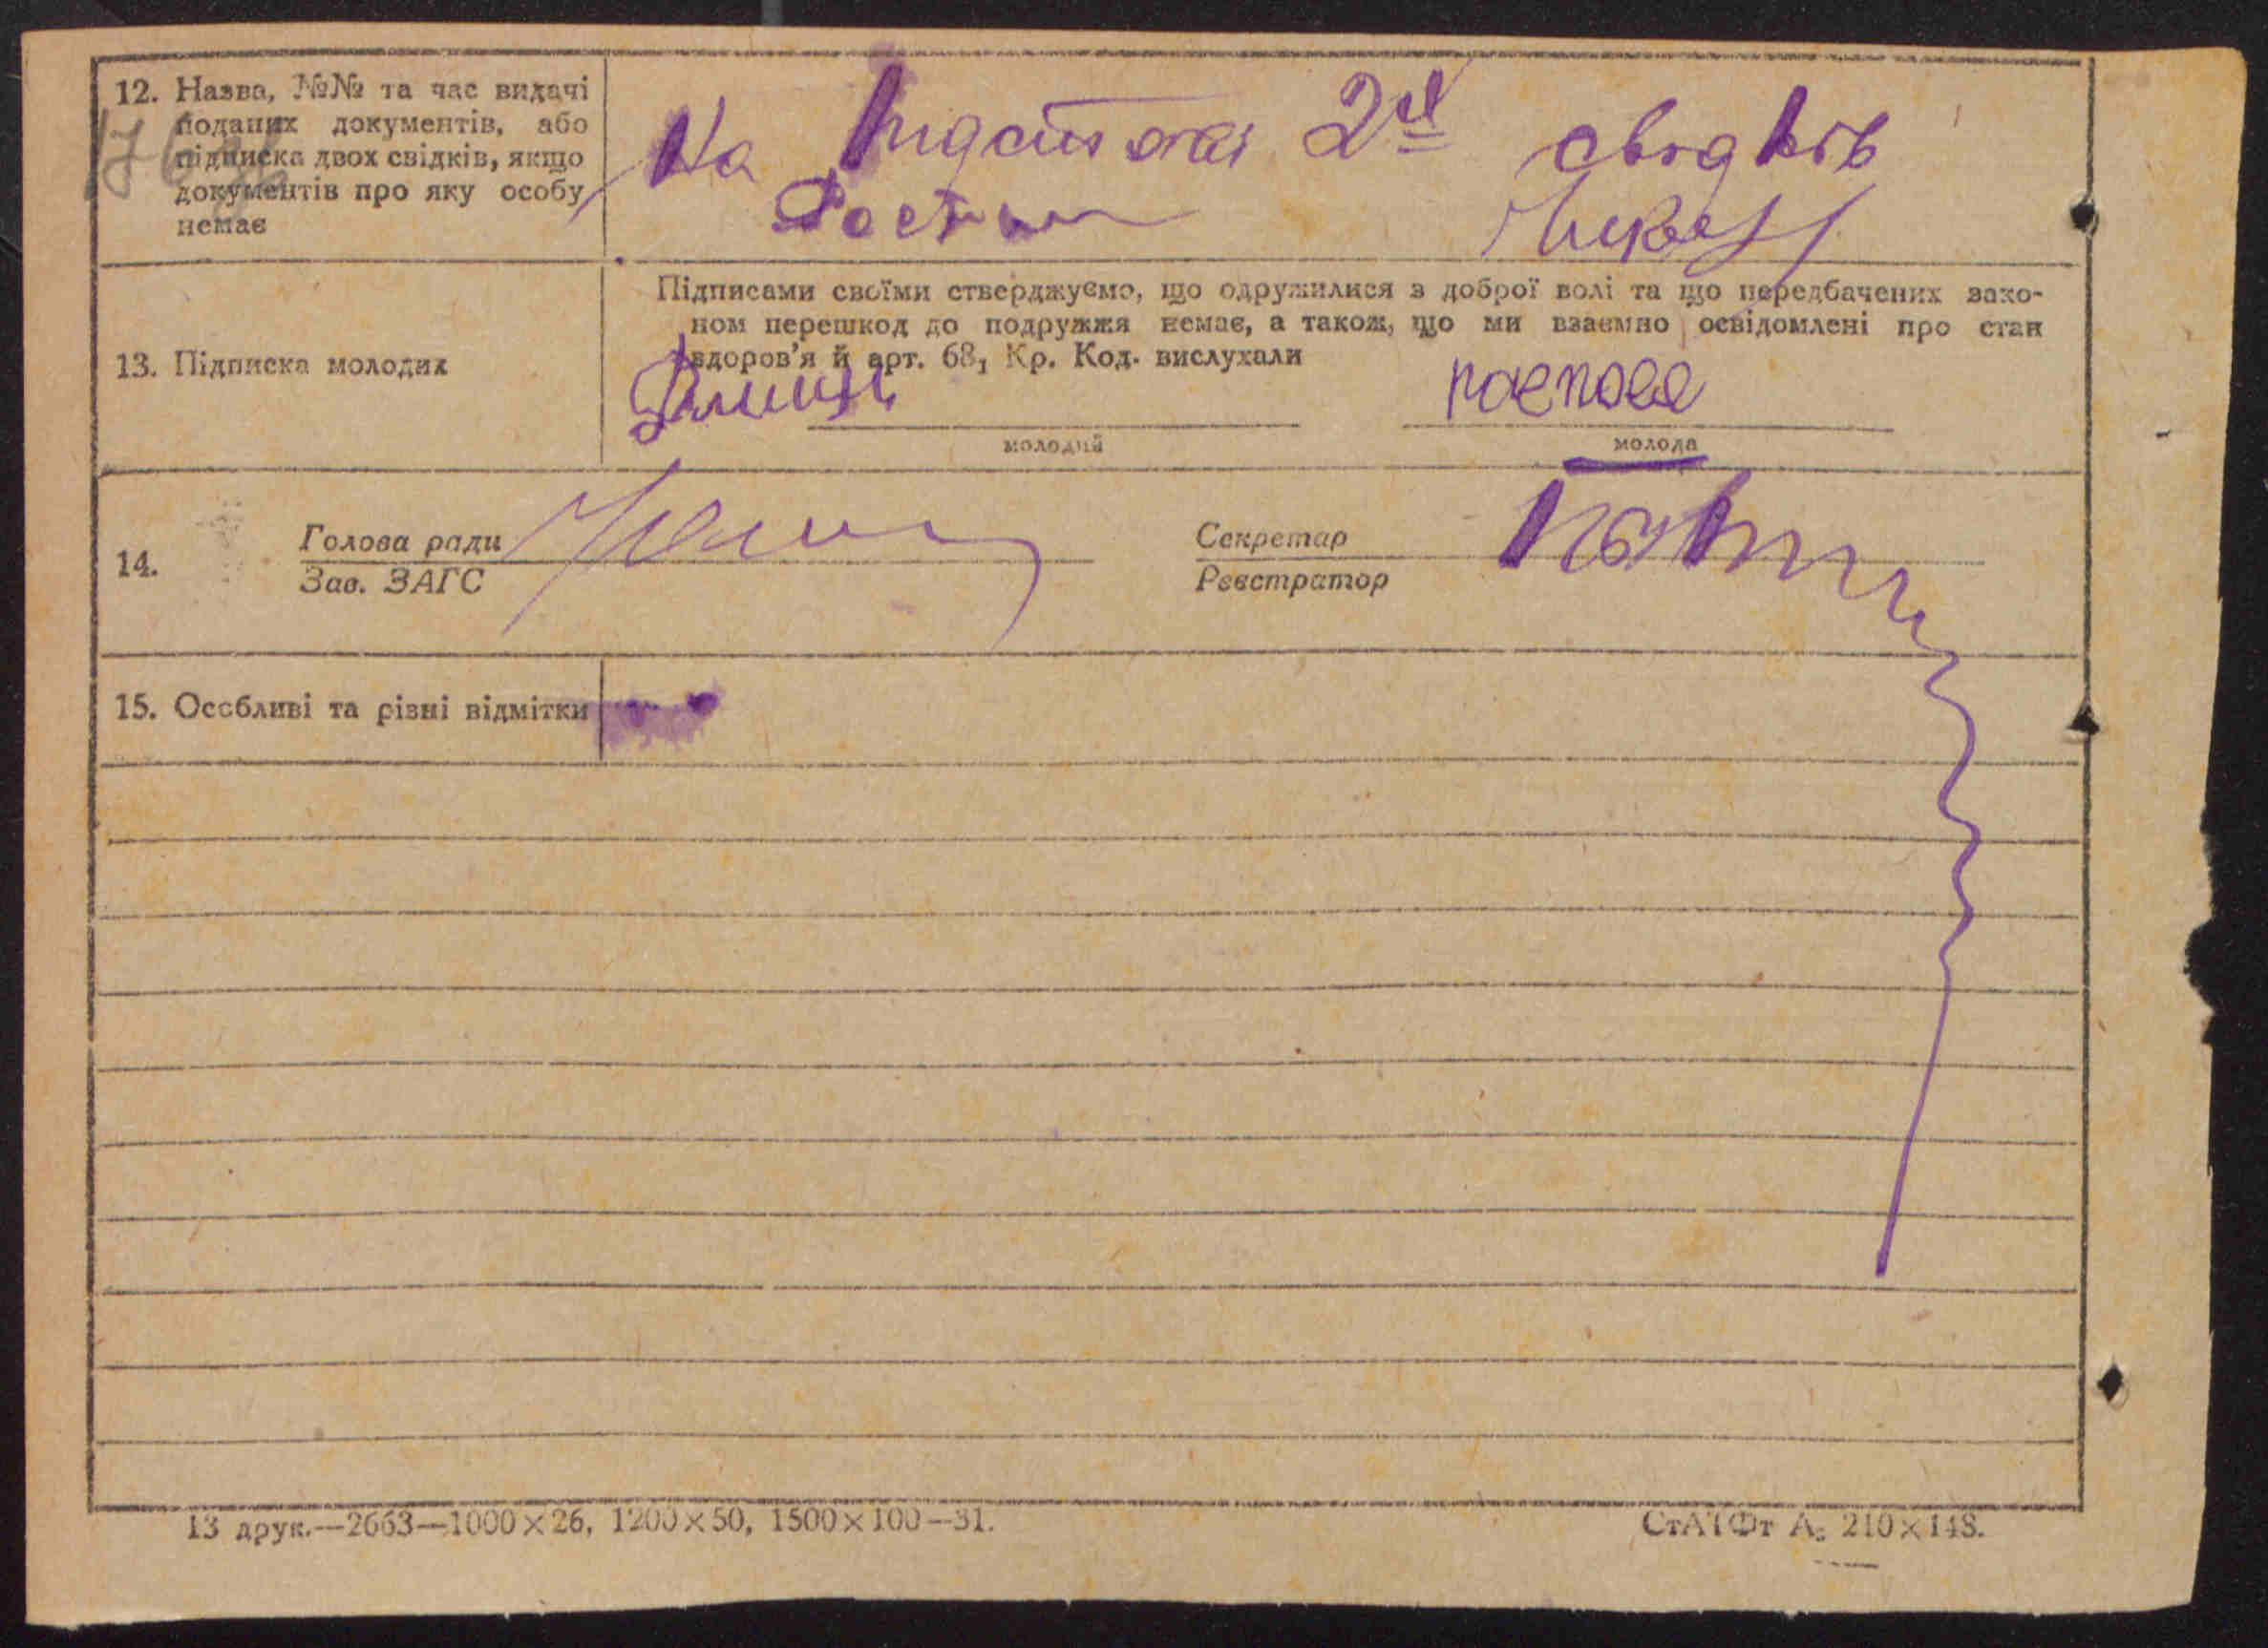 12. Назва, №№ та час видачі
поданих документів, або
підписка двох свідків, якщо
документів про яку особу
немає
На підставі 2х свідків
13. Підписка молодих
Підписами своїми стверджуємо, що одружилися з доброї волі та що передбачених зако-
ном перешкод до подружжя немає, а також, що ми взаємно освідомлені про стан
здоров'я й арт. 68, Кр. Код. вислухали
молодий
молода
14.
Голова ради
Зав. ЗАГС
Секретар
Реєстратор
15. Особливі та різні відмітки
13 друк.—2663—1000×26, 1200×50, 1500×100—31.
СтАТФт А5 210×148.